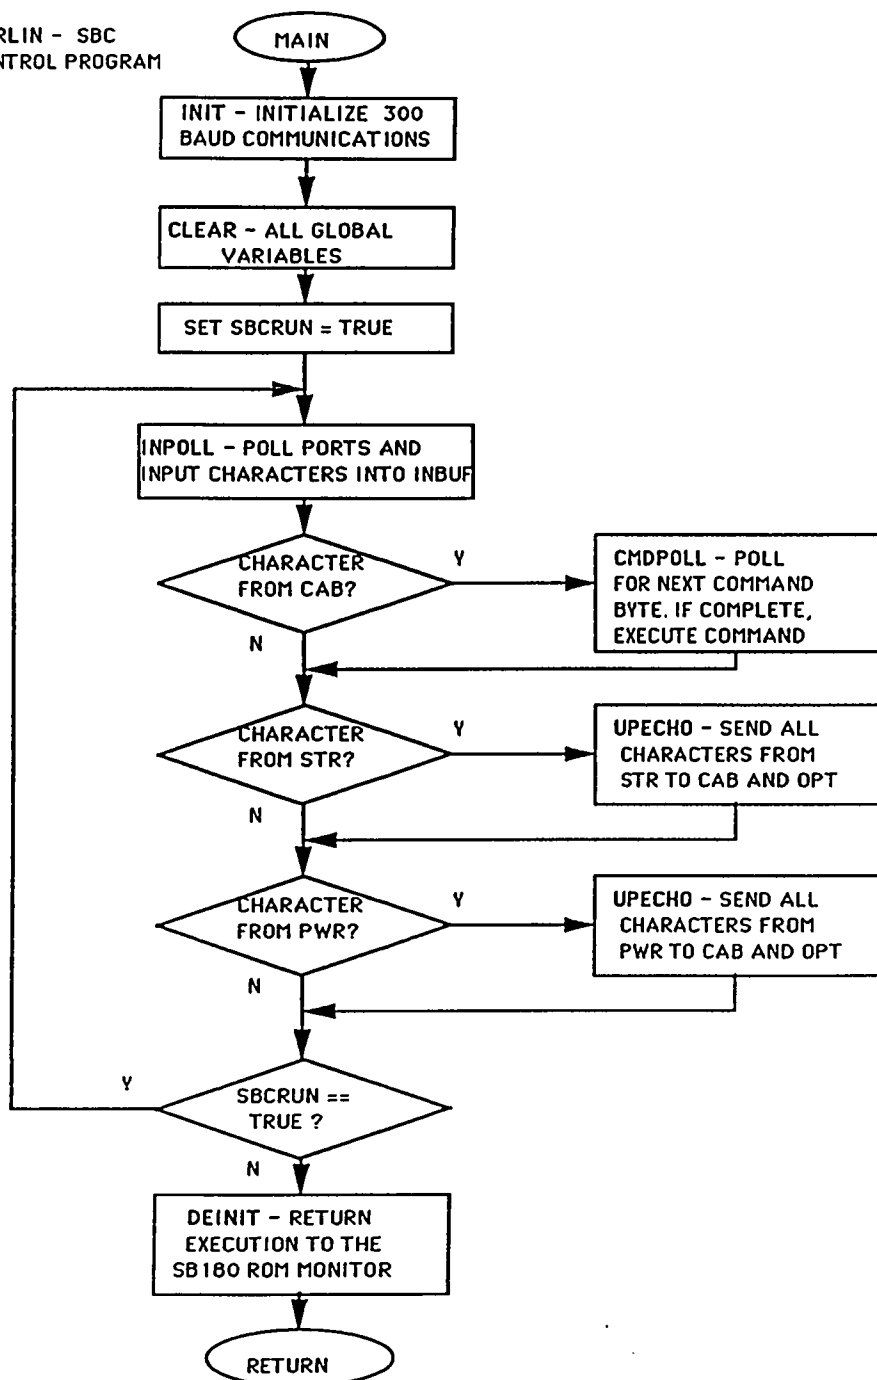 RLIN - SBC
NTROL PROGRAM
MAIN
INIT - INITIALIZE 300
BAUD COMMUNICATIONS
CLEAR - ALL GLOBAL
VARIABLES
SET SBCRUN = TRUE
INPOLL - POLL PORTS AND
INPUT CHARACTERS INTO INBUF
CHARACTER
FROM CAB?
Y
N
CMDPOLL - POLL
FOR NEXT COMMAND
BYTE. IF COMPLETE,
EXECUTE COMMAND
CHARACTER
FROM STR?
Y
N
UPECHO - SEND ALL
CHARACTERS FROM
STR TO CAB AND OPT
CHARACTER
FROM PWR?
Y
N
UPECHO - SEND ALL
CHARACTERS FROM
PWR TO CAB AND OPT
SBCRUN ==
TRUE ?
Y
N
DEINIT - RETURN
EXECUTION TO THE
SB180 ROM MONITOR
RETURN